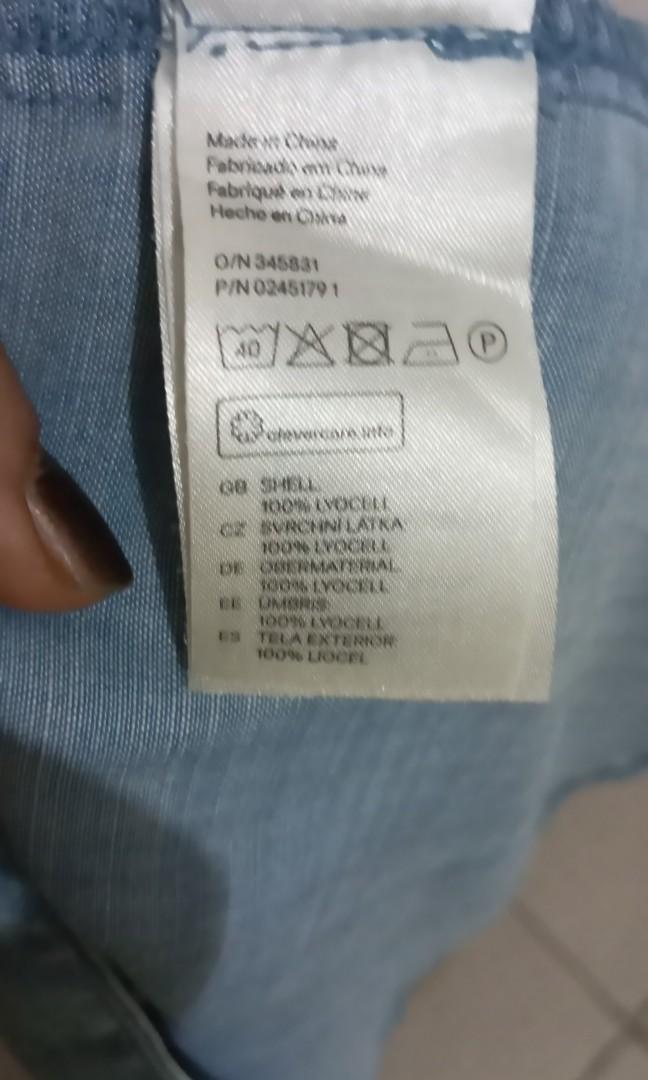 Made in China
Fabricado em China
Fabriqué en Chine
Hecho en China
O/N 345831
P/N 0245179 1
40 P
clevercare.info
GB SHELL:
100% LYOCELL
CZ SVRCHNÍ LÁTKA:
100% LYOCELL
DE OBERMATERIAL:
100% LYOCELL
EE ÜMBRIS:
100% LYOCELL
ES TELA EXTERIOR:
100% LIOCEL